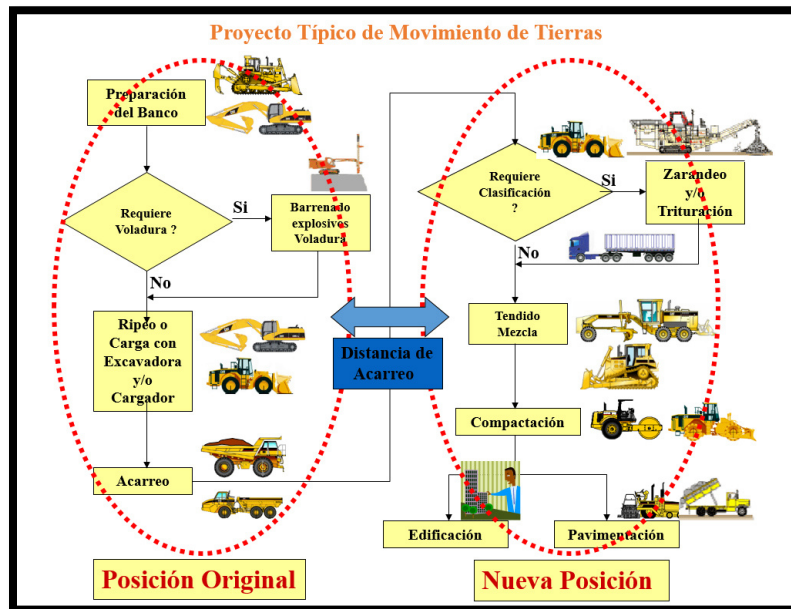 Proyecto Típico de Movimiento de Tierras
Preparación
del Banco
Requiere
Voladura ?
Si
Barrenado
explosivos
Voladura
No
Ripeo o
Carga con
Excavadora
y/o
Cargador
Acarreo
Posición Original
Distancia de
Acarreo
Requiere
Clasificación
?
Si
Zarandeo
y/o
Trituración
No
Tendido
Mezcla
Compactación
Edificación
Pavimentación
Nueva Posición